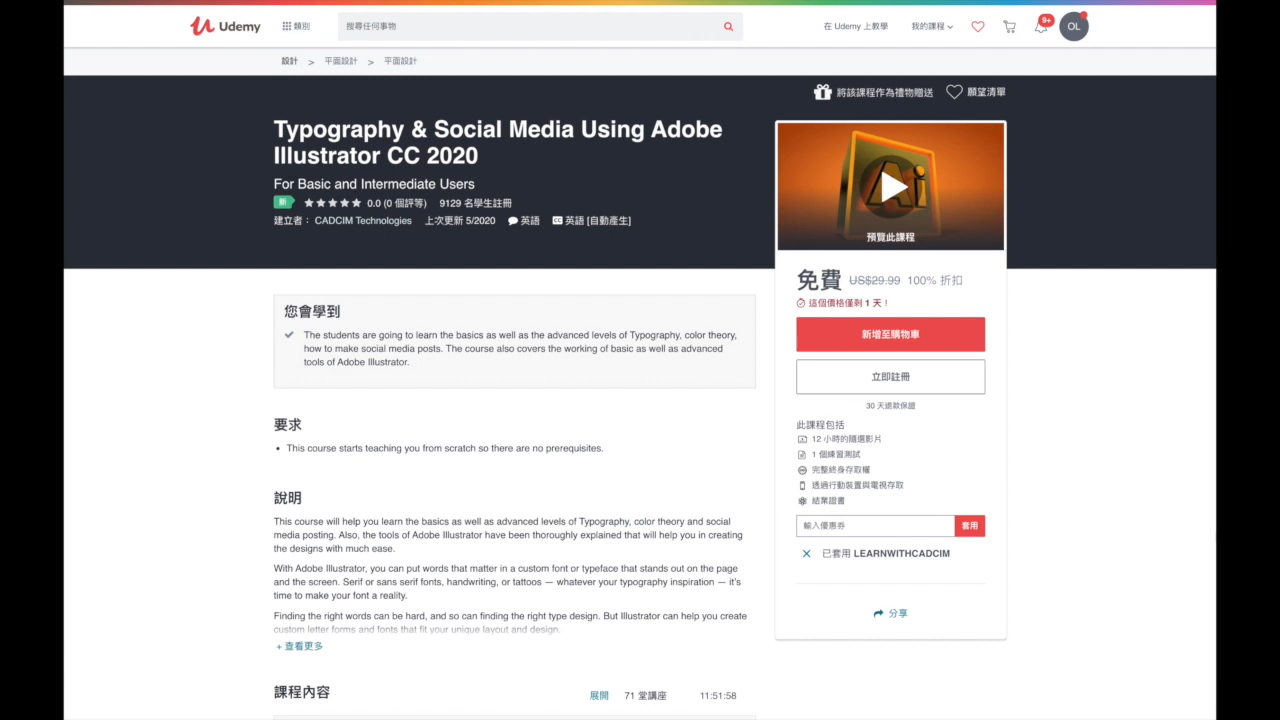 Udemy
類別
搜尋任何事物
在 Udemy 上教學
我的課程
9+
OL
設計 > 平面設計 > 平面設計
將該課程作為禮物贈送
願望清單
Typography & Social Media Using Adobe
Illustrator CC 2020
For Basic and Intermediate Users
新 0.0 (0 個評等) 9129 名學生註冊
建立者： CADCIM Technologies 上次更新 5/2020 英語 CC 英語 [自動產生]
Ai
預覽此課程
免費 US$29.99 100% 折扣
這個價格僅剩 1 天！
新增至購物車
立即註冊
30 天退款保證
此課程包括
12 小時的隨選影片
1 個練習測試
完整終身存取權
透過行動裝置與電視存取
結業證書
輸入優惠券
套用
已套用 LEARNWITHCADCIM
分享
您會學到
The students are going to learn the basics as well as the advanced levels of Typography, color theory,
how to make social media posts. The course also covers the working of basic as well as advanced
tools of Adobe Illustrator.
要求
• This course starts teaching you from scratch so there are no prerequisites.
說明
This course will help you learn the basics as well as advanced levels of Typography, color theory and social
media posting. Also, the tools of Adobe Illustrator have been thoroughly explained that will help you in creating
the designs with much ease.
With Adobe Illustrator, you can put words that matter in a custom font or typeface that stands out on the page
and the screen. Serif or sans serif fonts, handwriting, or tattoos — whatever your typography inspiration — it's
time to make your font a reality.
Finding the right words can be hard, and so can finding the right type design. But Illustrator can help you create
custom letter forms and fonts that fit your unique layout and design.
+ 查看更多
課程內容
展開 71 堂講座 11:51:58